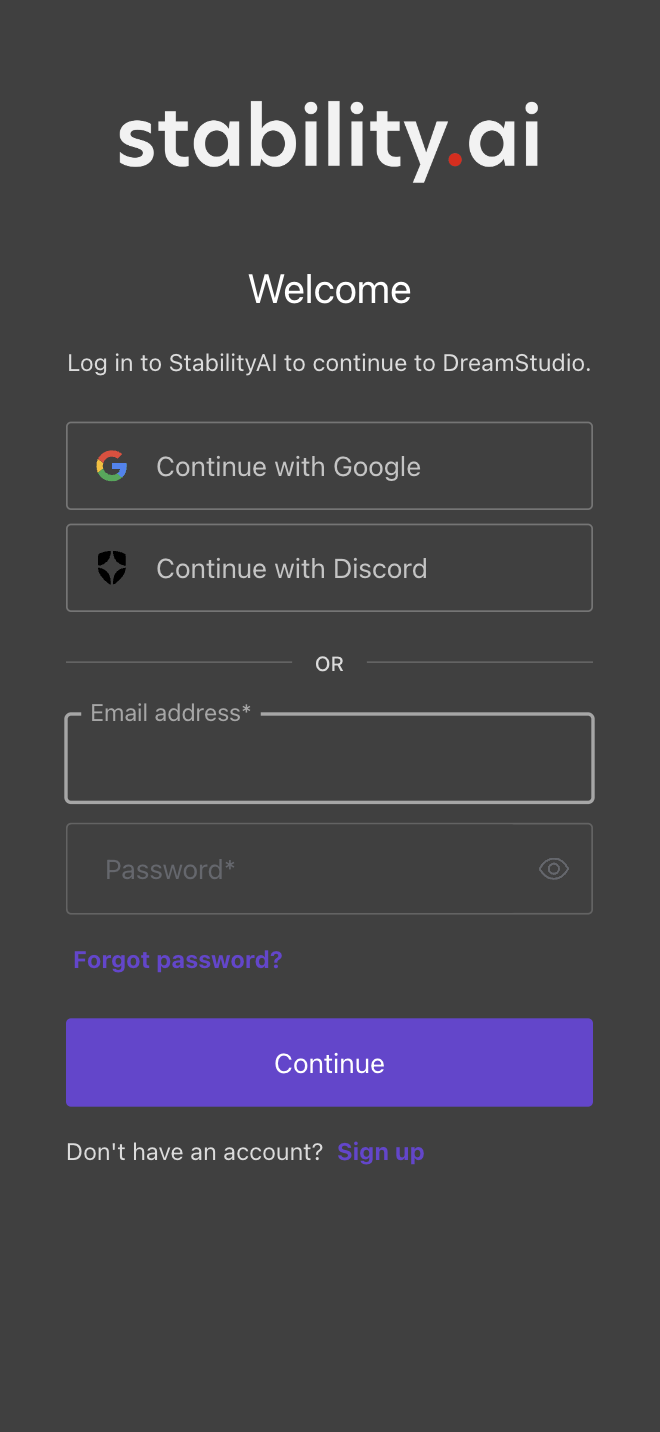 stability.ai
Welcome
Log in to StabilityAI to continue to DreamStudio.
Continue with Google
Continue with Discord
OR
Email address*
Password*
Forgot password?
Continue
Don't have an account? Sign up